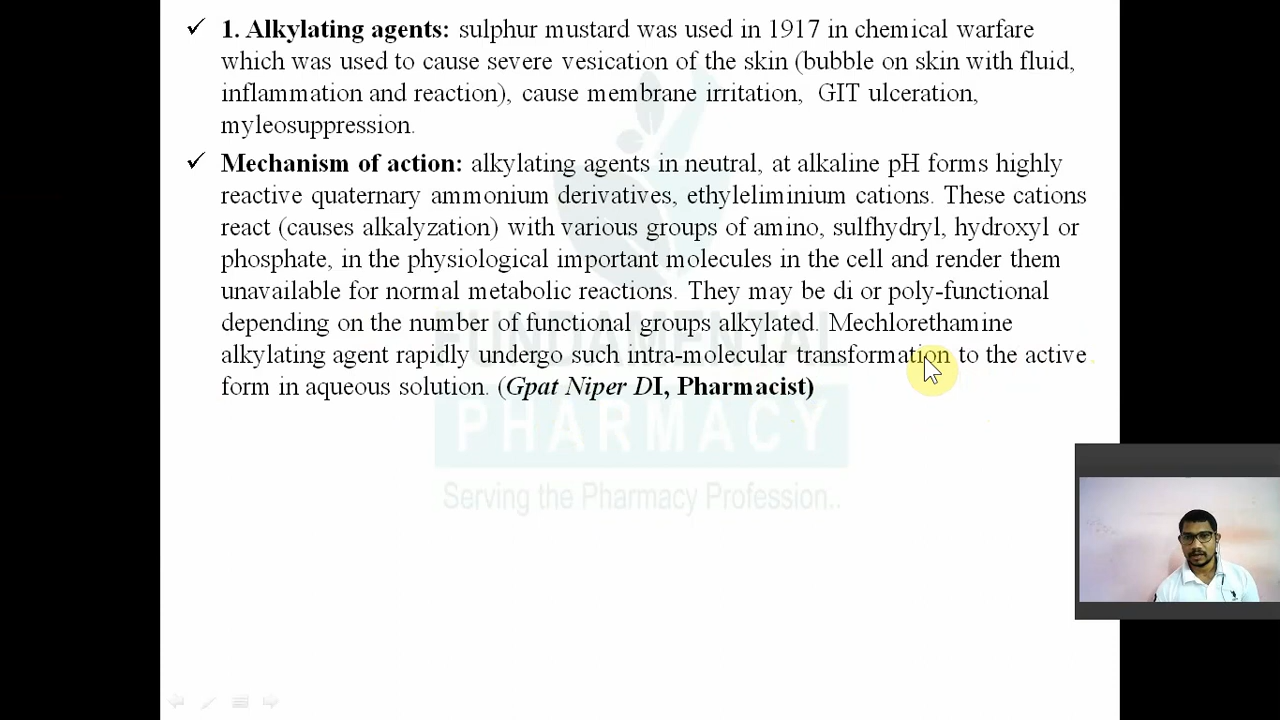 ✓ 1. Alkylating agents: sulphur mustard was used in 1917 in chemical warfare
which was used to cause severe vesication of the skin (bubble on skin with fluid,
inflammation and reaction), cause membrane irritation, GIT ulceration,
myleosuppression.
✓ Mechanism of action: alkylating agents in neutral, at alkaline pH forms highly
reactive quaternary ammonium derivatives, ethyleliminium cations. These cations
react (causes alkalyzation) with various groups of amino, sulfhydryl, hydroxyl or
phosphate, in the physiological important molecules in the cell and render them
unavailable for normal metabolic reactions. They may be di or poly-functional
depending on the number of functional groups alkylated. Mechlorethamine
alkylating agent rapidly undergo such intra-molecular transformation to the active
form in aqueous solution. (Gpat Niper DI, Pharmacist)
FUNDAMENTAL
PHARMACY
Serving the Pharmacy Profession..